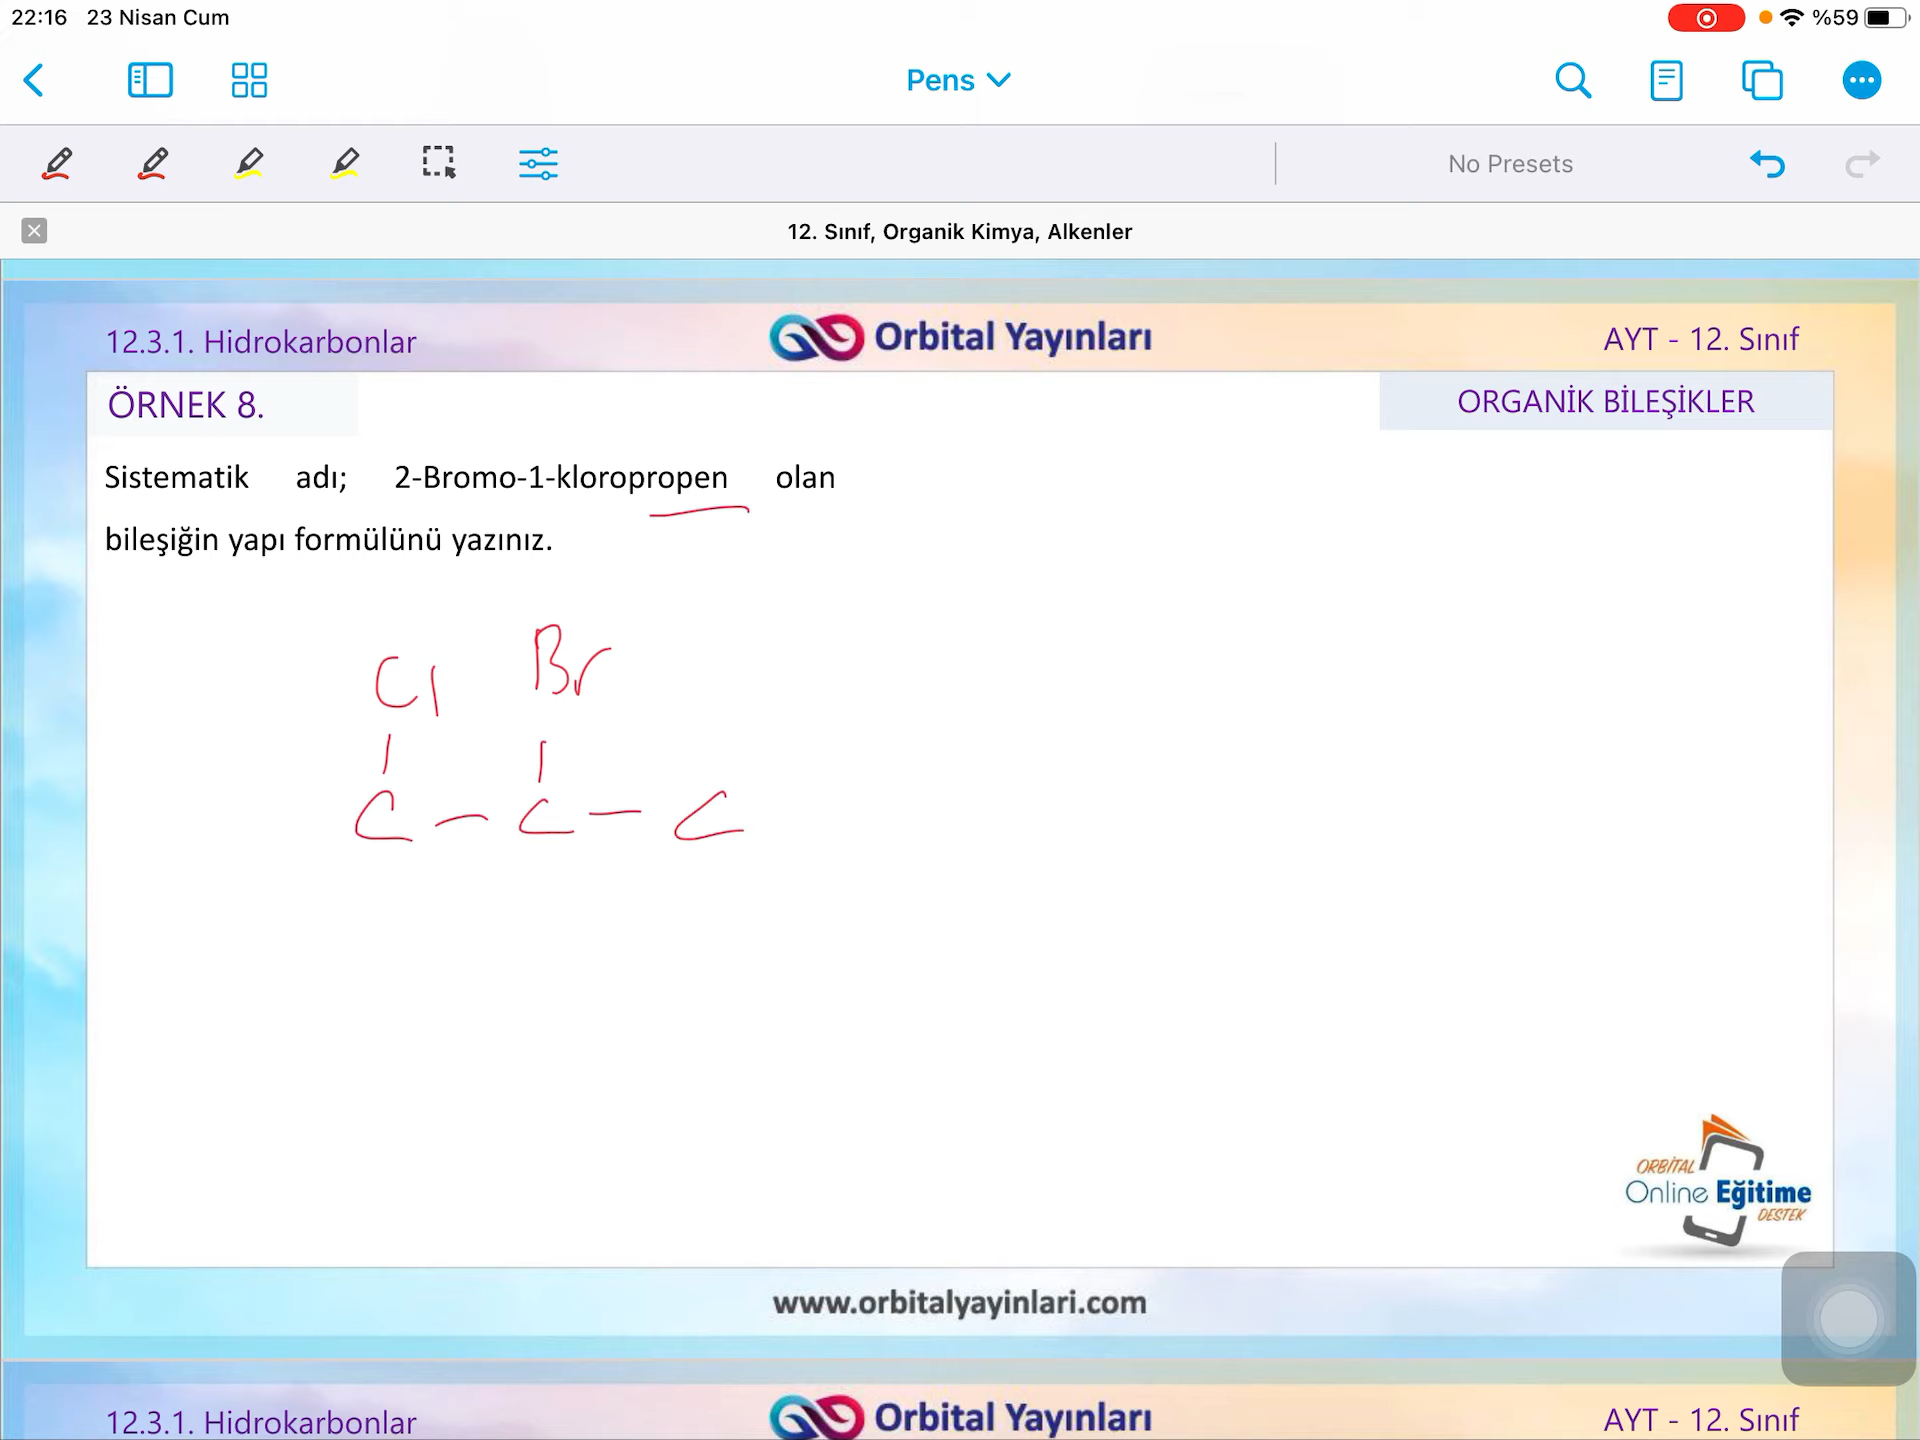 22:16 23 Nisan Cum %59
Pens
No Presets
12. Sınıf, Organik Kimya, Alkenler
12.3.1. Hidrokarbonlar Orbital Yayınları AYT - 12. Sınıf
ÖRNEK 8. ORGANİK BİLEŞİKLER
Sistematik adı; 2-Bromo-1-kloropropen olan
bileşiğin yapı formülünü yazınız.
Cl Br
C - C - C
ORBİTAL
Online Eğitime
DESTEK
www.orbitalyayinlari.com
12.3.1. Hidrokarbonlar Orbital Yayınları AYT - 12. Sınıf